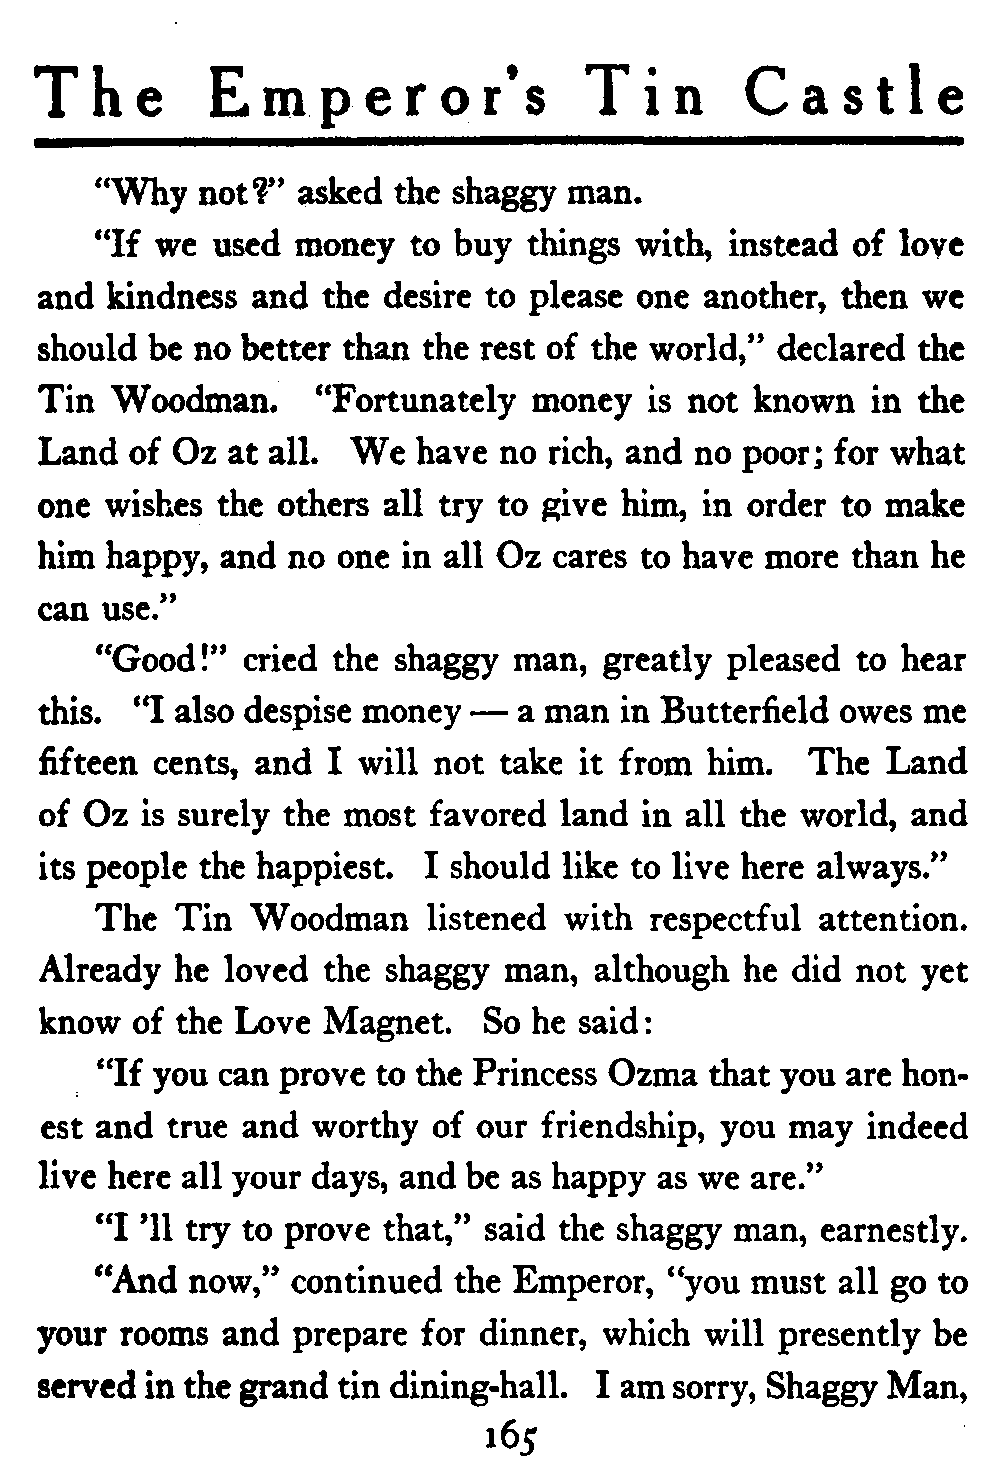 The Emperor's Tin Castle
“Why not?” asked the shaggy man.
“If we used money to buy things with, instead of love
and kindness and the desire to please one another, then we
should be no better than the rest of the world,” declared the
Tin Woodman. “Fortunately money is not known in the
Land of Oz at all. We have no rich, and no poor; for what
one wishes the others all try to give him, in order to make
him happy, and no one in all Oz cares to have more than he
can use.”
“Good!” cried the shaggy man, greatly pleased to hear
this. “I also despise money — a man in Butterfield owes me
fifteen cents, and I will not take it from him. The Land
of Oz is surely the most favored land in all the world, and
its people the happiest. I should like to live here always.”
The Tin Woodman listened with respectful attention.
Already he loved the shaggy man, although he did not yet
know of the Love Magnet. So he said:
“If you can prove to the Princess Ozma that you are hon-
est and true and worthy of our friendship, you may indeed
live here all your days, and be as happy as we are.”
“I 'll try to prove that,” said the shaggy man, earnestly.
“And now,” continued the Emperor, “you must all go to
your rooms and prepare for dinner, which will presently be
served in the grand tin dining-hall. I am sorry, Shaggy Man,
165